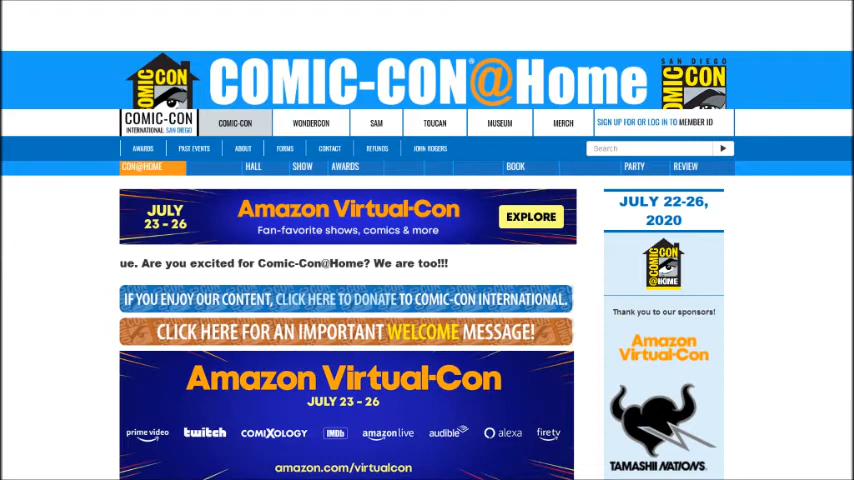 COMIC CON
COMIC-CON@Home
SAN DIEGO
COMIC CON
COMIC-CON
INTERNATIONAL SAN DIEGO
COMIC-CON
WONDERCON
SAM
TOUCAN
MUSEUM
MERCH
SIGN UP FOR OR LOG IN TO MEMBER ID
AWARDS
PAST EVENTS
ABOUT
FORMS
CONTACT
REFUNDS
JOHN ROGERS
Search
CON@HOME
HALL
SHOW
AWARDS
BOOK
PARTY
REVIEW
JULY
23 - 26
Amazon Virtual-Con
Fan-favorite shows, comics & more
EXPLORE
ue. Are you excited for Comic-Con@Home? We are too!!!
IF YOU ENJOY OUR CONTENT, CLICK HERE TO DONATE TO COMIC-CON INTERNATIONAL.
CLICK HERE FOR AN IMPORTANT WELCOME MESSAGE!
Amazon Virtual-Con
JULY 23 - 26
prime video
twitch
COMIXOLOGY
IMDb
amazon live
audible
alexa
fire tv
amazon.com/virtualcon
JULY 22-26,
2020
COMIC CON
@HOME
Thank you to our sponsors!
Amazon
Virtual-Con
TAMASHII NATIONS